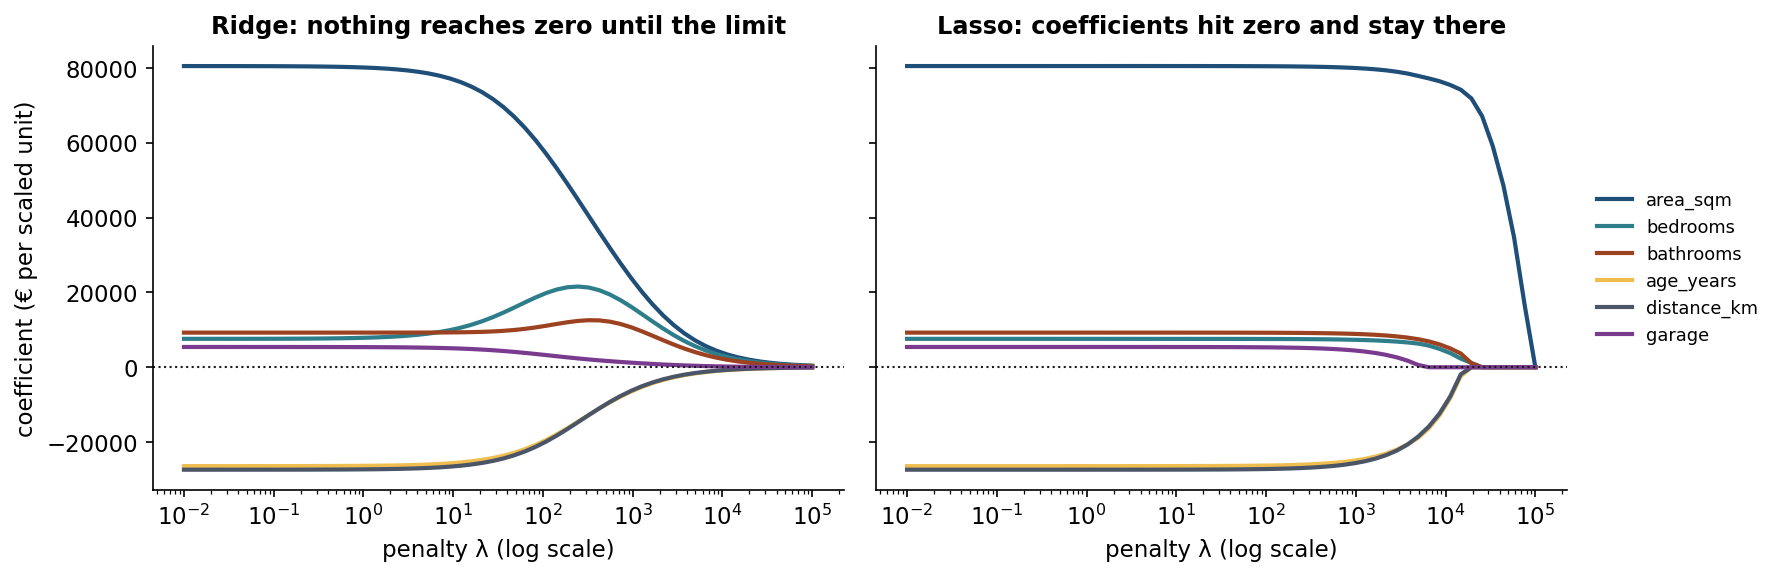 Ridge: nothing reaches zero until the limit
Lasso: coefficients hit zero and stay there
coefficient (€ per scaled unit)
80000
60000
40000
20000
0
−20000
10⁻² 10⁻¹ 10⁰ 10¹ 10² 10³ 10⁴ 10⁵
penalty λ (log scale)
10⁻² 10⁻¹ 10⁰ 10¹ 10² 10³ 10⁴ 10⁵
penalty λ (log scale)
area_sqm
bedrooms
bathrooms
age_years
distance_km
garage